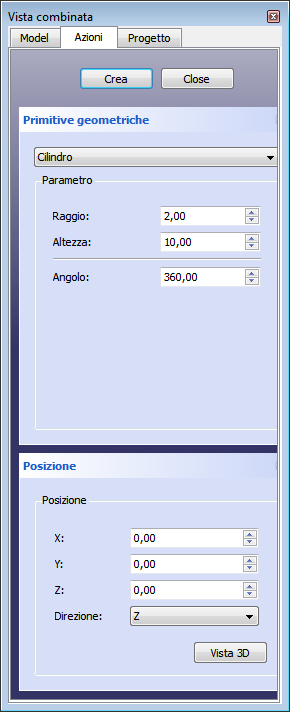 Vista combinata
Model Azioni Progetto
Crea Close
Primitive geometriche
Cilindro
Parametro
Raggio: 2,00
Altezza: 10,00
Angolo: 360,00
Posizione
Posizione
X: 0,00
Y: 0,00
Z: 0,00
Direzione: Z
Vista 3D